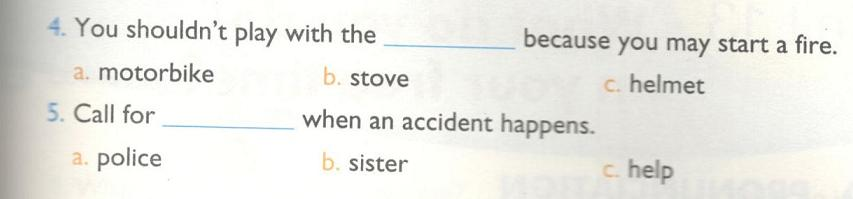 4. You shouldn't play with the __________ because you may start a fire.
a. motorbike b. stove c. helmet
5. Call for __________ when an accident happens.
a. police b. sister c. help